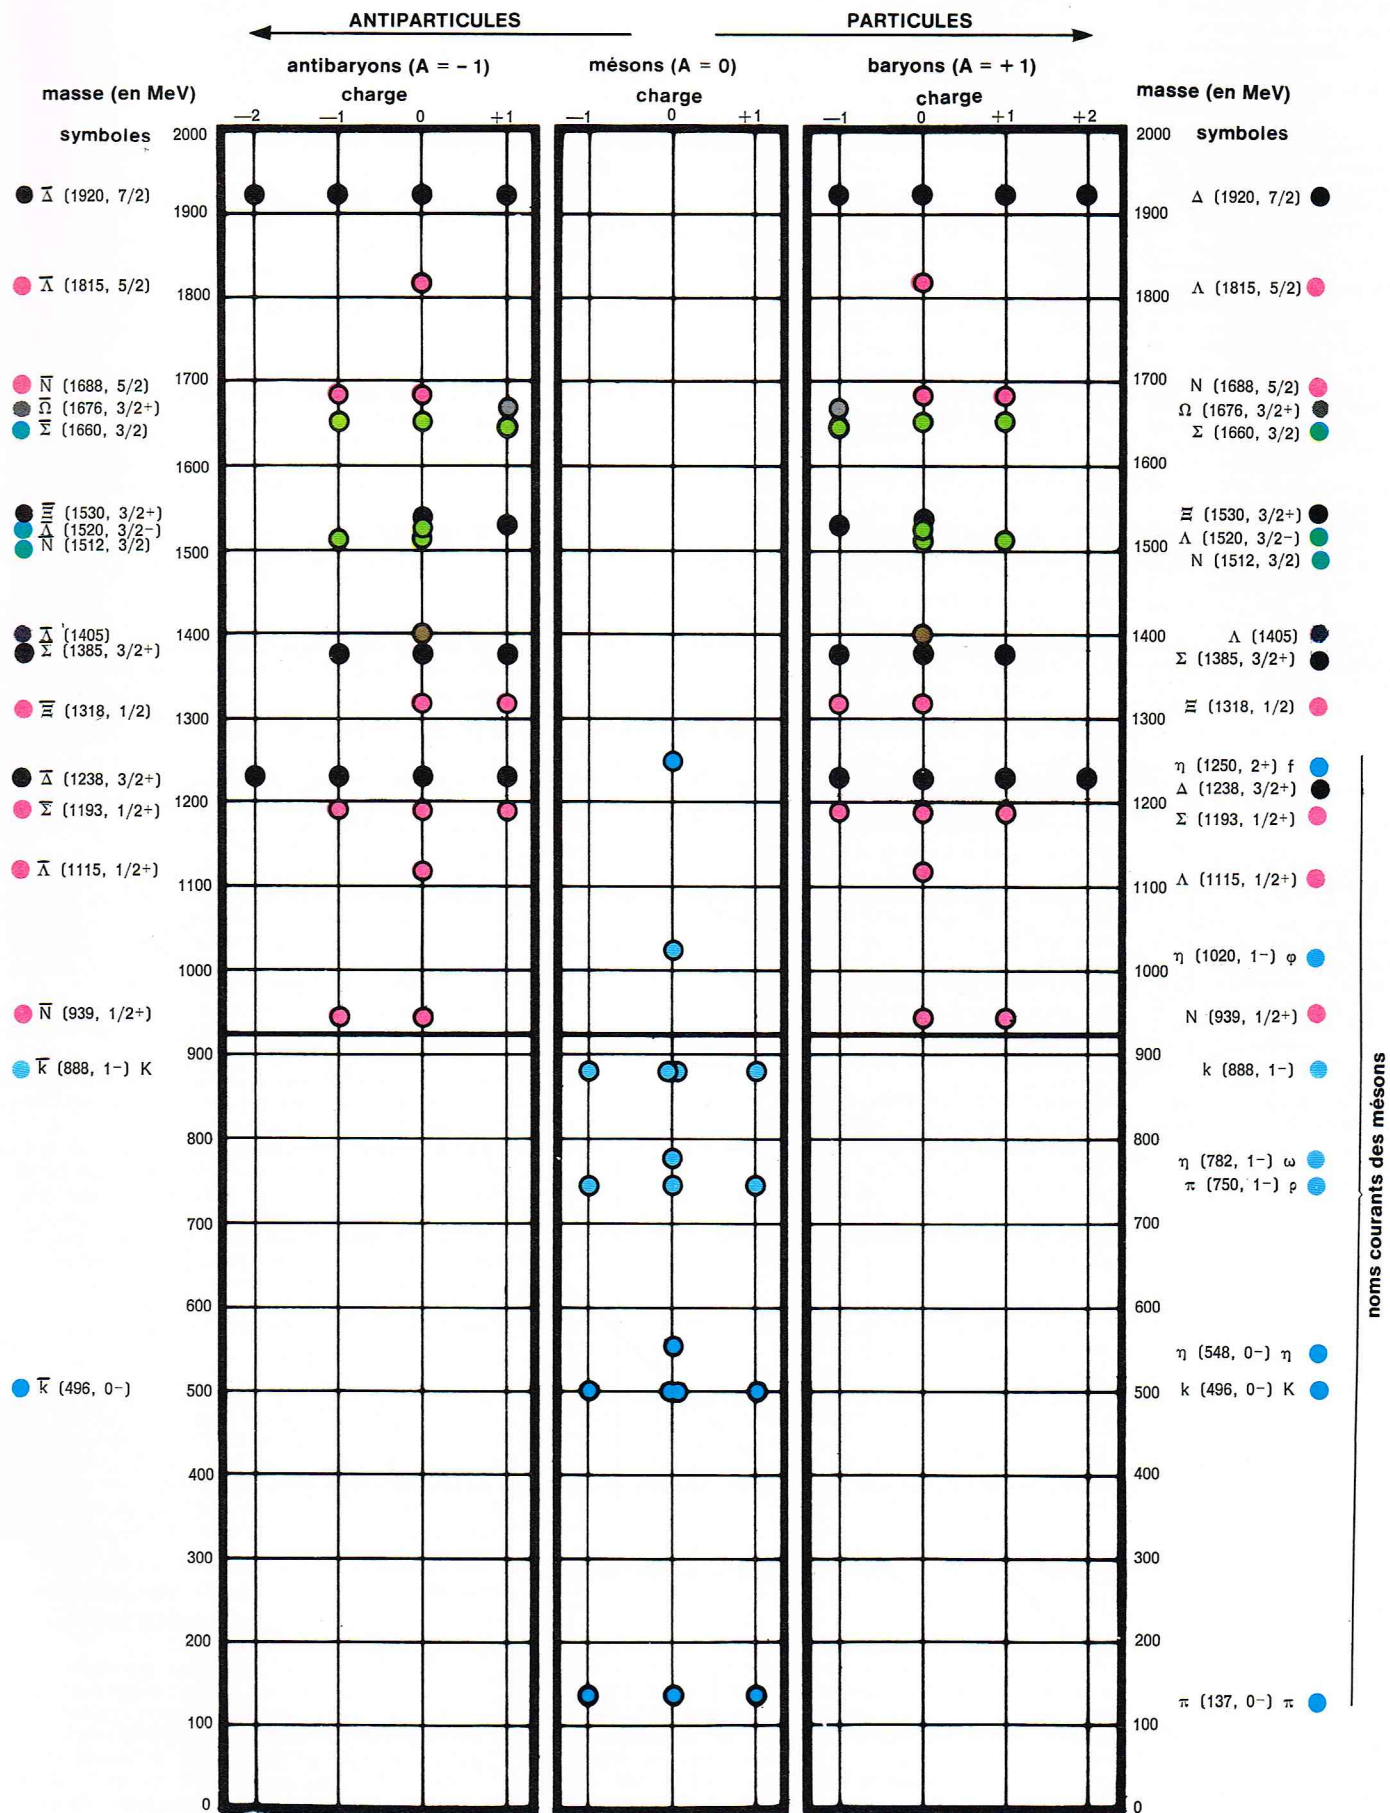 ANTIPARTICULES PARTICULES
antibaryons (A = – 1) mésons (A = 0) baryons (A = + 1)
masse (en MeV) charge charge charge masse (en MeV)
symboles –2 –1 0 +1 –1 0 +1 –1 0 +1 +2 symboles
2000 2000
Δ̅ (1920, 7/2) Δ (1920, 7/2)
1900 1900
Λ̅ (1815, 5/2) Λ (1815, 5/2)
1800 1800
1700 1700
N̅ (1688, 5/2) N (1688, 5/2)
Ω̅ (1676, 3/2+) Ω (1676, 3/2+)
Σ̅ (1660, 3/2) Σ (1660, 3/2)
1600 1600
Ξ̅ (1530, 3/2+) Ξ (1530, 3/2+)
Λ̅ (1520, 3/2–) Λ (1520, 3/2–)
1500 1500
N̅ (1512, 3/2) N (1512, 3/2)
1400 1400
Λ̅ (1405) Λ (1405)
Σ̅ (1385, 3/2+) Σ (1385, 3/2+)
Ξ̅ (1318, 1/2) Ξ (1318, 1/2)
1300 1300
η (1250, 2+) f
Δ̅ (1238, 3/2+) Δ (1238, 3/2+)
1200 1200
Σ̅ (1193, 1/2+) Σ (1193, 1/2+)
Λ̅ (1115, 1/2+) Λ (1115, 1/2+)
1100 1100
η (1020, 1–) φ
1000 1000
N̅ (939, 1/2+) N (939, 1/2+)
900 900
k̅ (888, 1–) K k (888, 1–)
800 800
η (782, 1–) ω
π (750, 1–) ρ
700 700
600 600
η (548, 0–) η
k̅ (496, 0–) k (496, 0–) K
500 500
400 400
300 300
200 200
π (137, 0–) π
100 100
0 0
noms courants des mésons